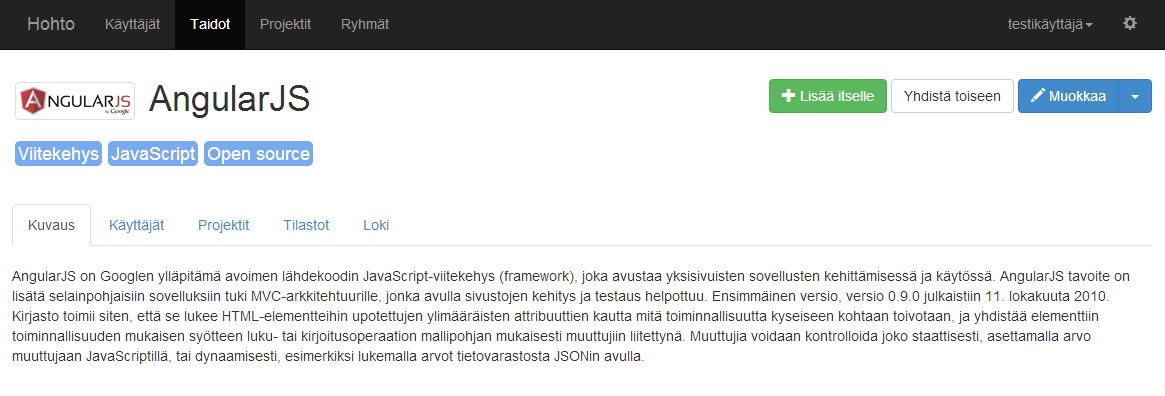 Hohto Käyttäjät Taidot Projektit Ryhmät testikäyttäjä
ANGULARJS by Google AngularJS Lisää itselle Yhdistä toiseen Muokkaa
Viitekehys JavaScript Open source
Kuvaus Käyttäjät Projektit Tilastot Loki
AngularJS on Googlen ylläpitämä avoimen lähdekoodin JavaScript-viitekehys (framework), joka avustaa yksisivuisten sovellusten kehittämisessä ja käytössä. AngularJS tavoite on
lisätä selainpohjaisiin sovelluksiin tuki MVC-arkkitehtuurille, jonka avulla sivustojen kehitys ja testaus helpottuu. Ensimmäinen versio, versio 0.9.0 julkaistiin 11. lokakuuta 2010.
Kirjasto toimii siten, että se lukee HTML-elementteihin upotettujen ylimääräisten attribuuttien kautta mitä toiminnallisuutta kyseiseen kohtaan toivotaan, ja yhdistää elementtiin
toiminnallisuuden mukaisen syötteen luku- tai kirjoitusoperaation mallipohjan mukaisesti muuttujiin liitettynä. Muuttujia voidaan kontrolloida joko staattisesti, asettamalla arvo
muuttujaan JavaScriptillä, tai dynaamisesti, esimerkiksi lukemalla arvot tietovarastosta JSONin avulla.